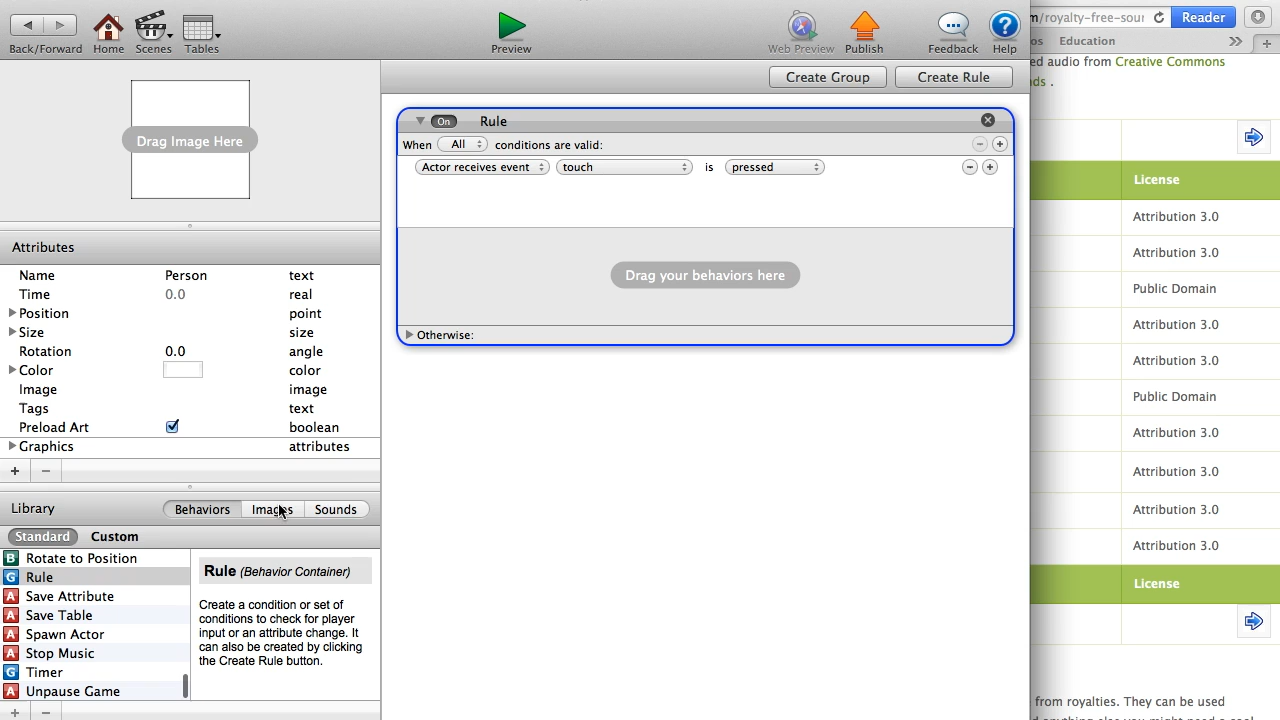 Back/Forward
Home
Scenes
Tables
Preview
Web Preview
Publish
Feedback
Help
Reader
Education
ed audio from Creative Commons
Create Group
Create Rule
Drag Image Here
On
Rule
When All conditions are valid:
Actor receives event touch is pressed
Drag your behaviors here
Otherwise:
Attributes
Name Person text
Time 0.0 real
Position point
Size size
Rotation 0.0 angle
Color color
Image image
Tags text
Preload Art boolean
Graphics attributes
Library
Behaviors
Images
Sounds
Standard
Custom
Rotate to Position
Rule
Save Attribute
Save Table
Spawn Actor
Stop Music
Timer
Unpause Game
Rule (Behavior Container)
Create a condition or set of
conditions to check for player
input or an attribute change. It
can also be created by clicking
the Create Rule button.
License
Attribution 3.0
Attribution 3.0
Public Domain
Attribution 3.0
Attribution 3.0
Public Domain
Attribution 3.0
Attribution 3.0
Attribution 3.0
Attribution 3.0
License
from royalties. They can be used